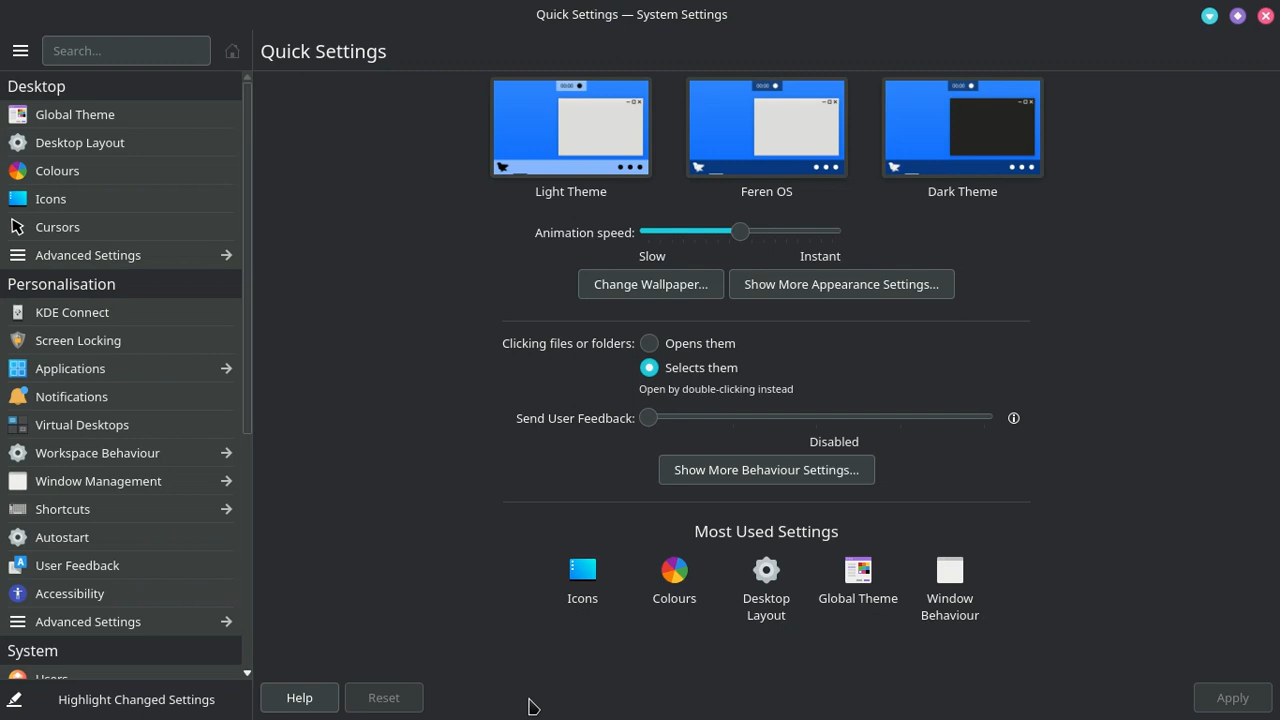 Quick Settings — System Settings
Search...
Quick Settings
Desktop
Global Theme
Desktop Layout
Colours
Icons
Cursors
Advanced Settings
Personalisation
KDE Connect
Screen Locking
Applications
Notifications
Virtual Desktops
Workspace Behaviour
Window Management
Shortcuts
Autostart
User Feedback
Accessibility
Advanced Settings
System
Users
Highlight Changed Settings
00:00
00:00
00:00
Light Theme
Feren OS
Dark Theme
Animation speed:
Slow
Instant
Change Wallpaper...
Show More Appearance Settings...
Clicking files or folders:
Opens them
Selects them
Open by double-clicking instead
Send User Feedback:
Disabled
Show More Behaviour Settings...
Most Used Settings
Icons
Colours
Desktop
Layout
Global Theme
Window
Behaviour
Help
Reset
Apply